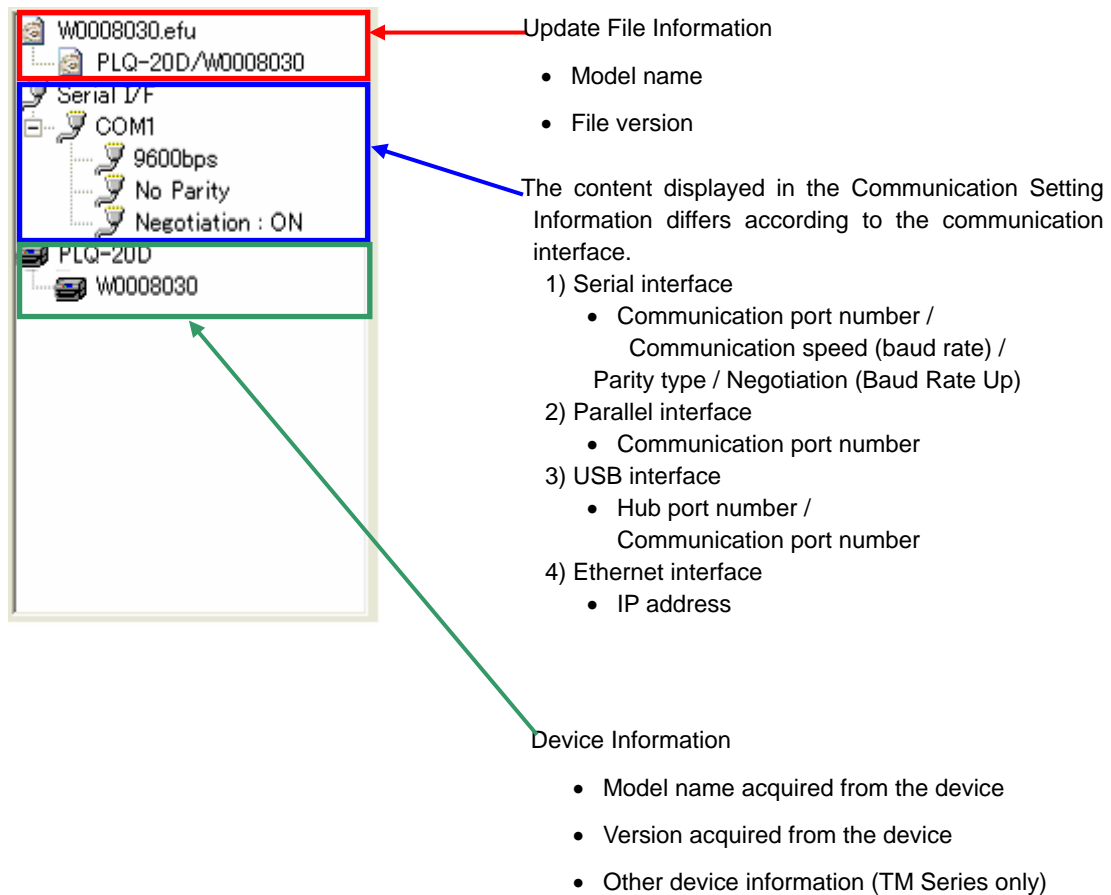 W0008030.efu
PLQ-20D/W0008030
Serial I/F
COM1
9600bps
No Parity
Negotiation : ON
PLQ-20D
W0008030
Update File Information
• Model name
• File version
The content displayed in the Communication Setting
Information differs according to the communication
interface.
1) Serial interface
• Communication port number /
Communication speed (baud rate) /
Parity type / Negotiation (Baud Rate Up)
2) Parallel interface
• Communication port number
3) USB interface
• Hub port number /
Communication port number
4) Ethernet interface
• IP address
Device Information
• Model name acquired from the device
• Version acquired from the device
• Other device information (TM Series only)